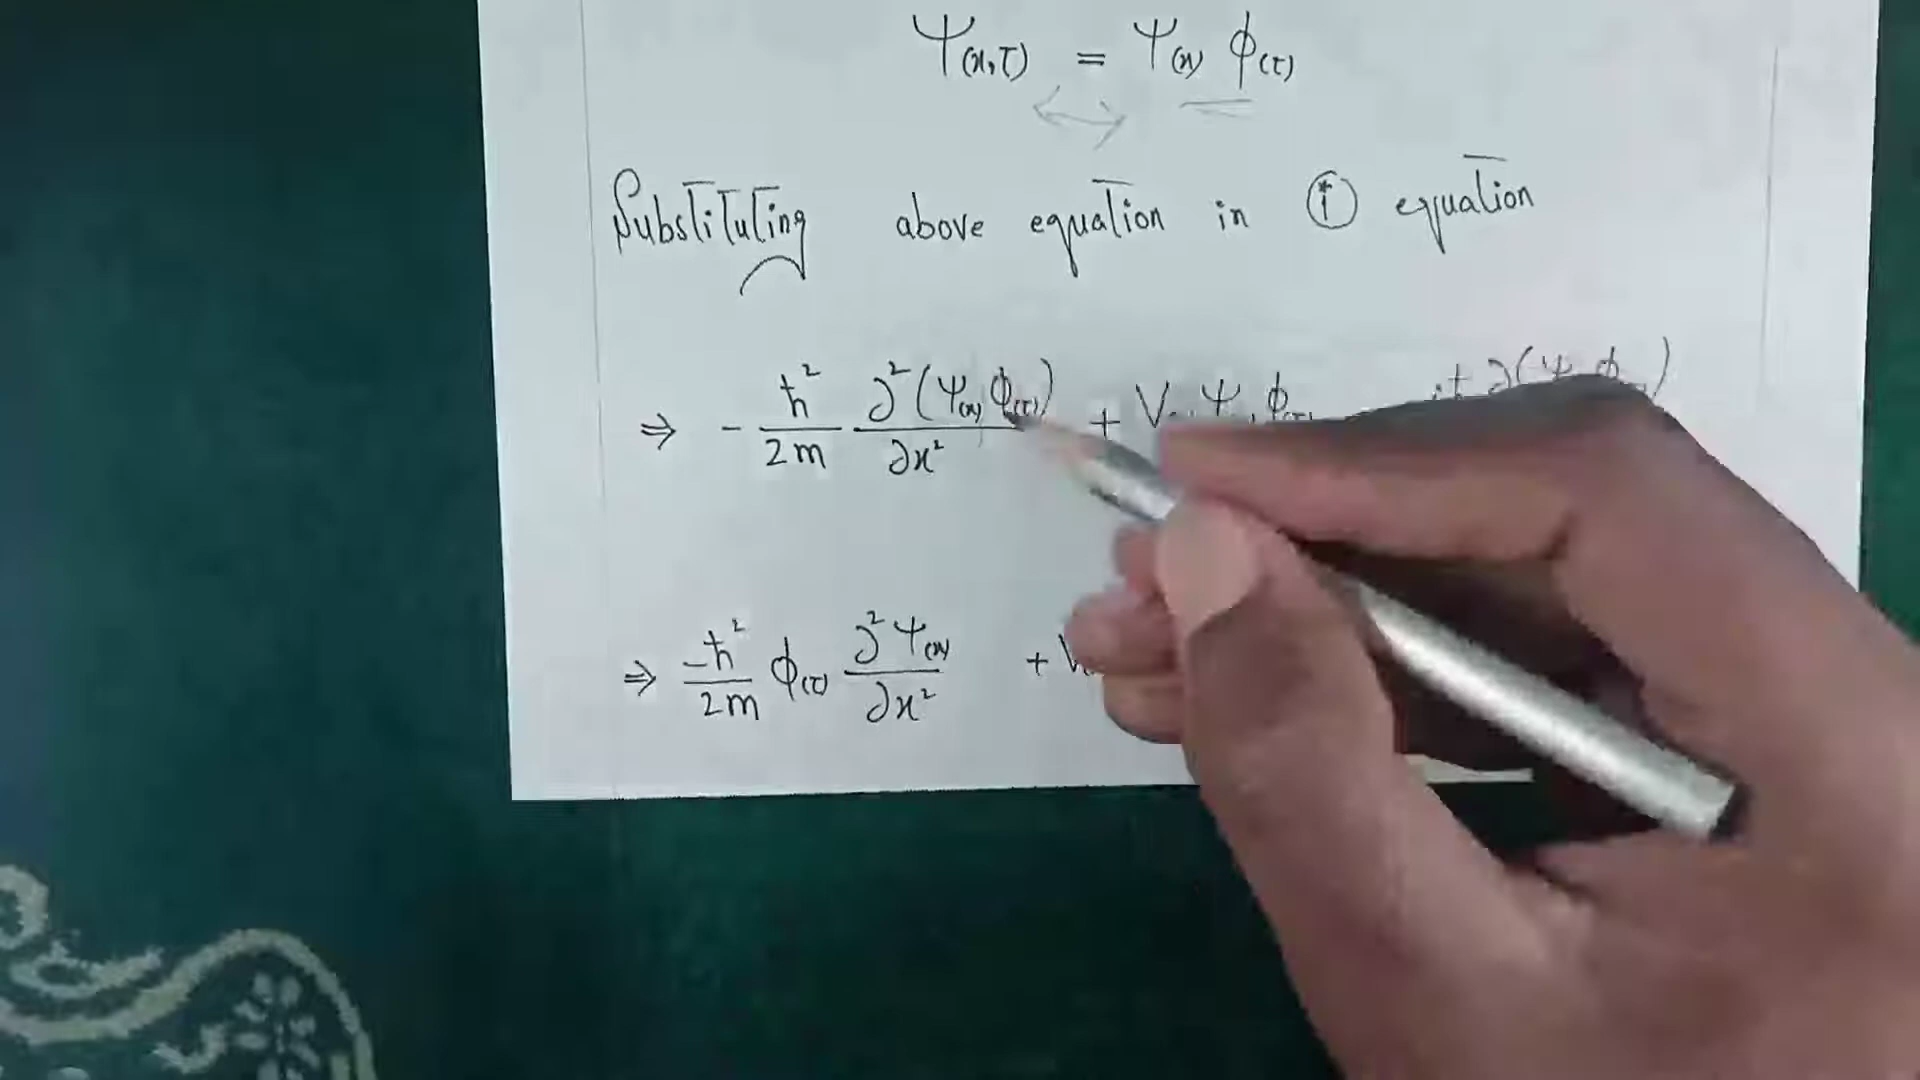 Ψ(x,t) = Ψ(x) ϕ(t)
Substituting above equation in ① equation
⇒ - ħ²/2m ∂²(Ψ(x) ϕ(t))/∂x² + V Ψ ϕ ∂(Ψ ϕ )
⇒ -ħ²/2m ϕ(t) ∂²Ψ(x)/∂x² + V